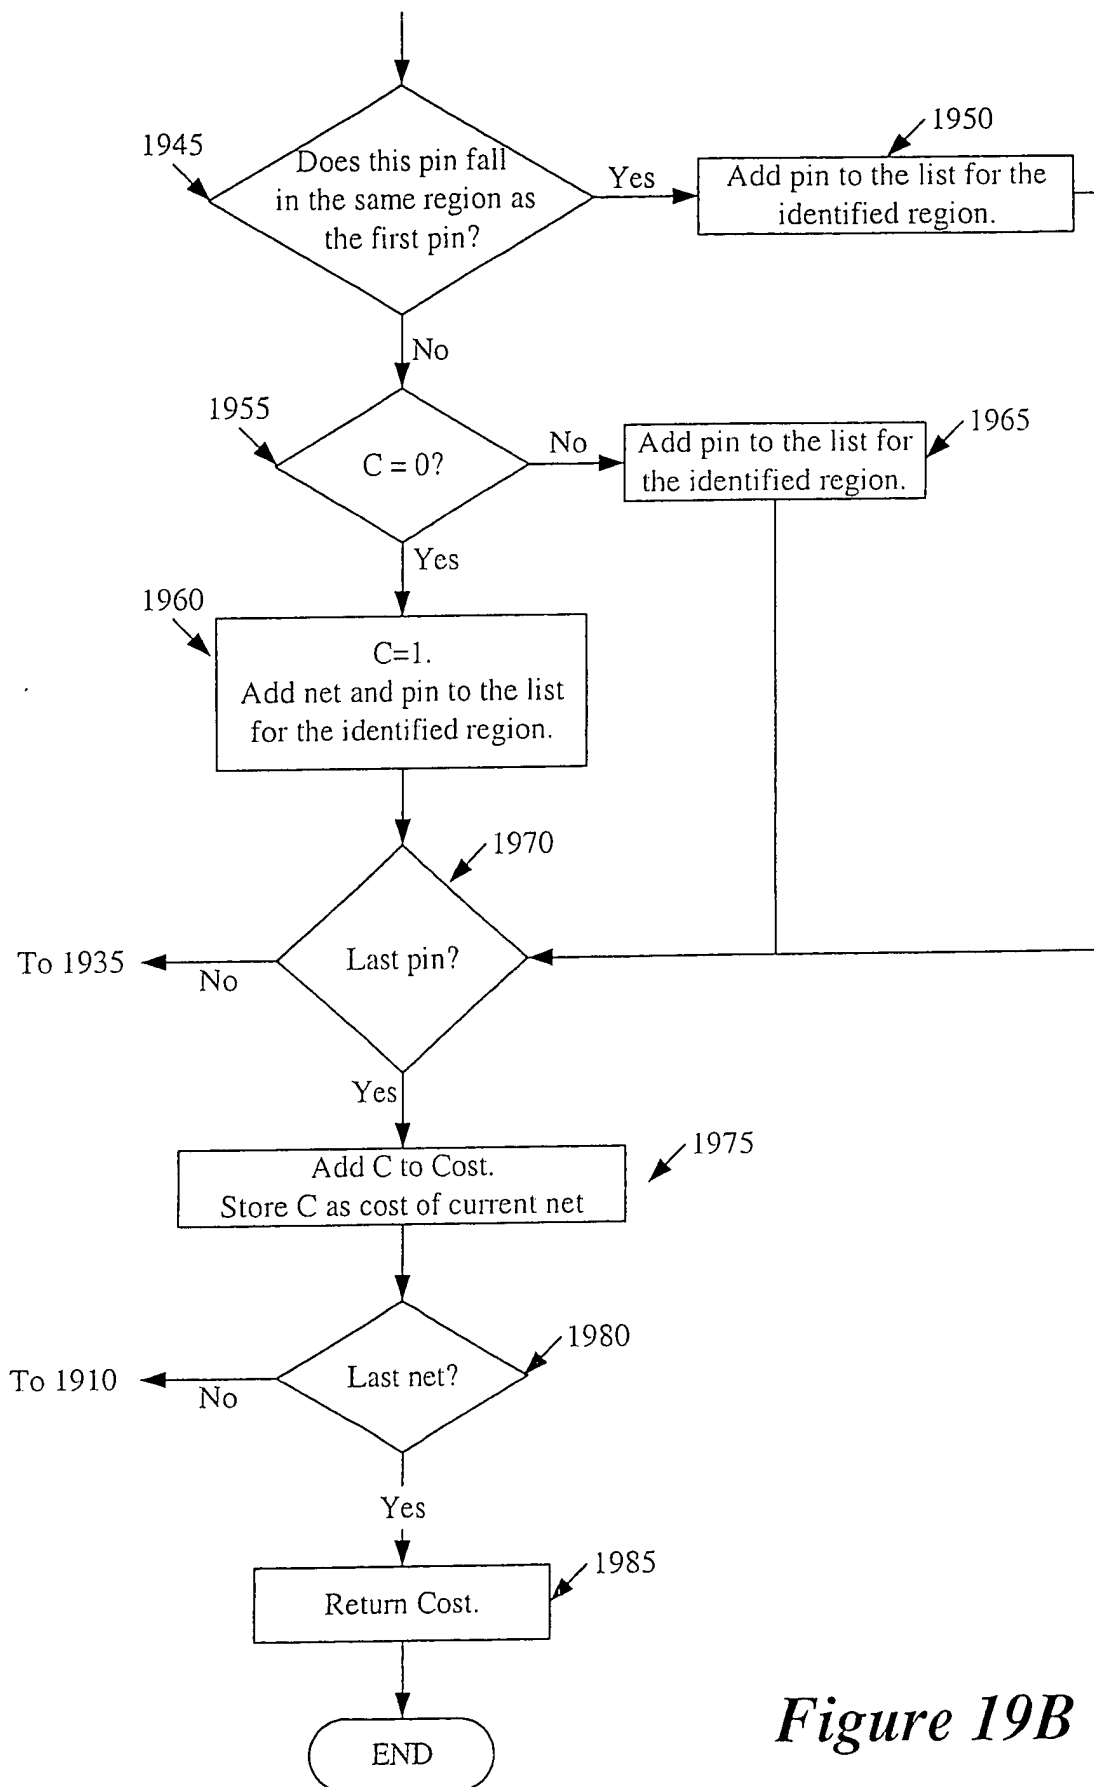 1945
Does this pin fall
in the same region as
the first pin?
Yes
1950
Add pin to the list for the
identified region.
No
1955
C = 0?
No
1965
Add pin to the list for
the identified region.
Yes
1960
C=1.
Add net and pin to the list
for the identified region.
1970
Last pin?
To 1935
No
Yes
1975
Add C to Cost.
Store C as cost of current net
1980
Last net?
To 1910
No
Yes
1985
Return Cost.
END
Figure 19B